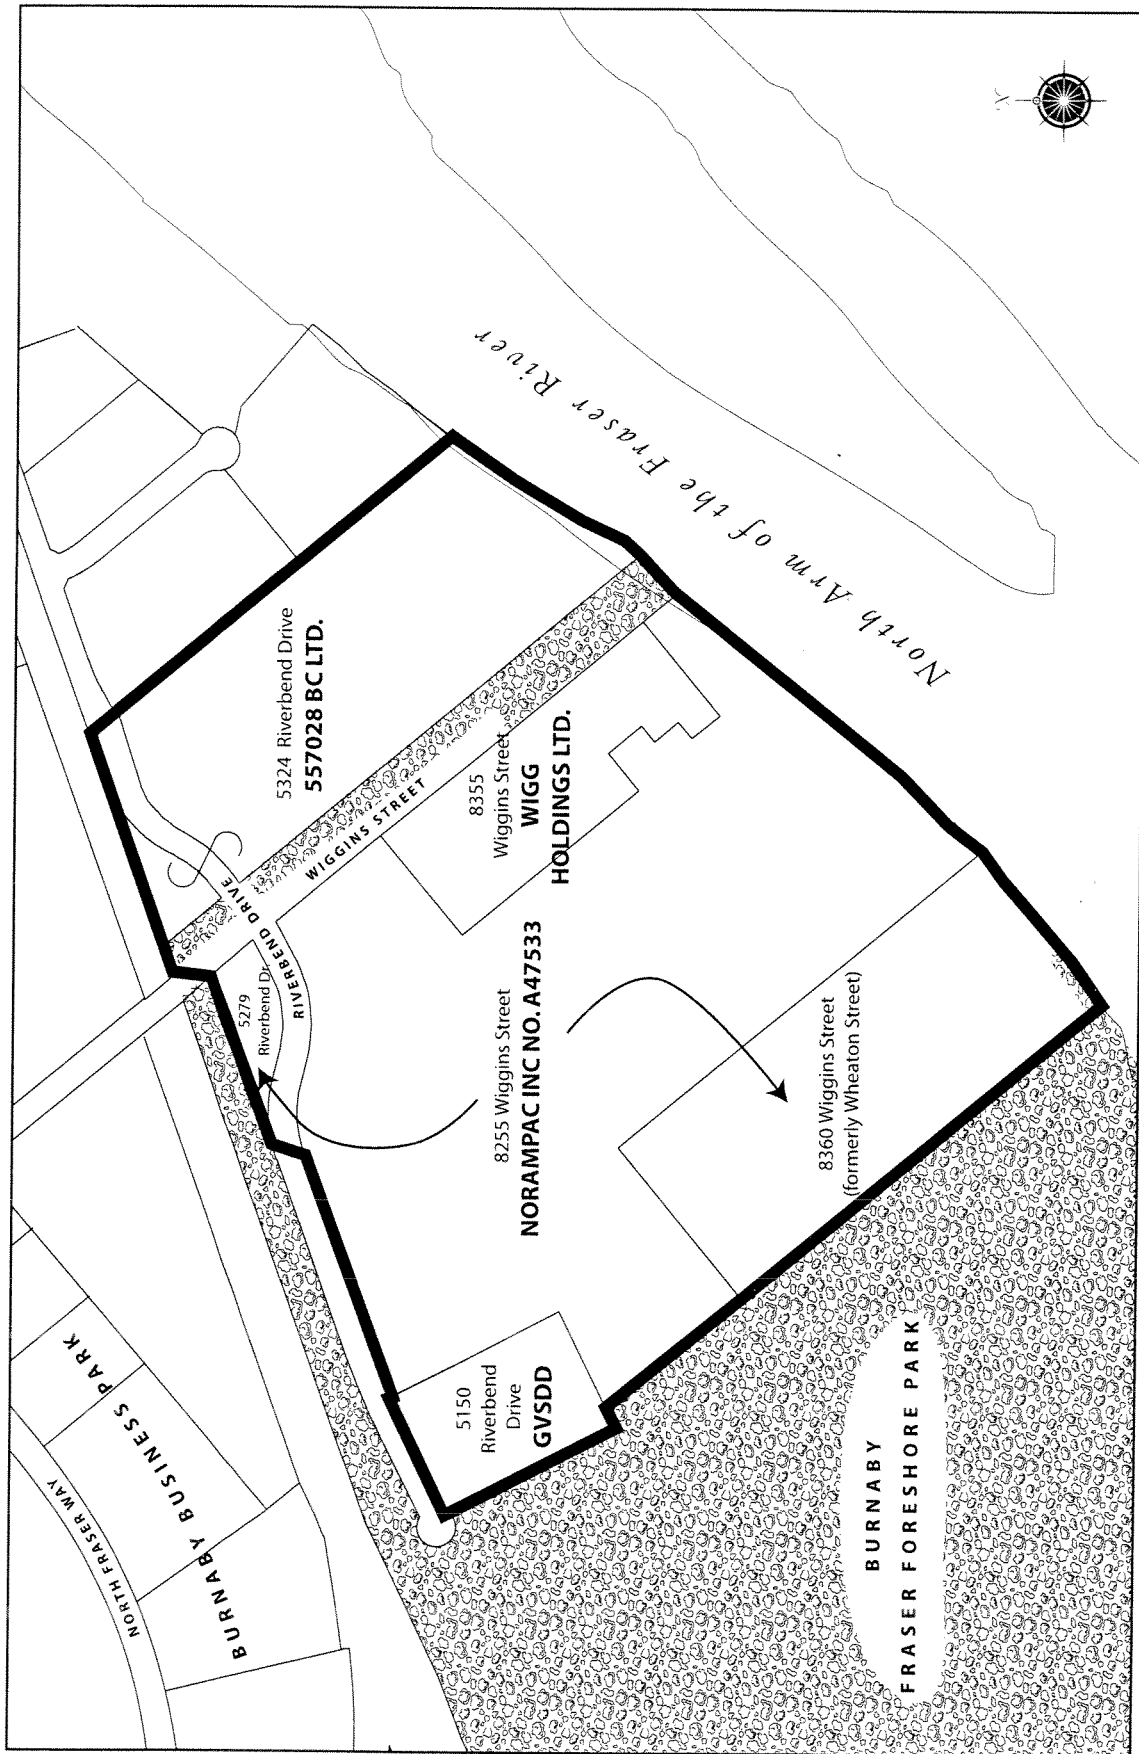 NORTH FRASER WAY
BURNABY BUSINESS PARK
5279
Riverbend Dr.
RIVERBEND DRIVE
WIGGINS STREET
5324 Riverbend Drive
557028 BC LTD.
5150
Riverbend
Drive
GVSDD
8255 Wiggins Street
NORAMPAC INC NO. A47533
8355
Wiggins Street
WIGG
HOLDINGS LTD.
8360 Wiggins Street
(formerly Wheaton Street)
BURNABY
FRASER FORESHORE PARK
North Arm of the Fraser River
N